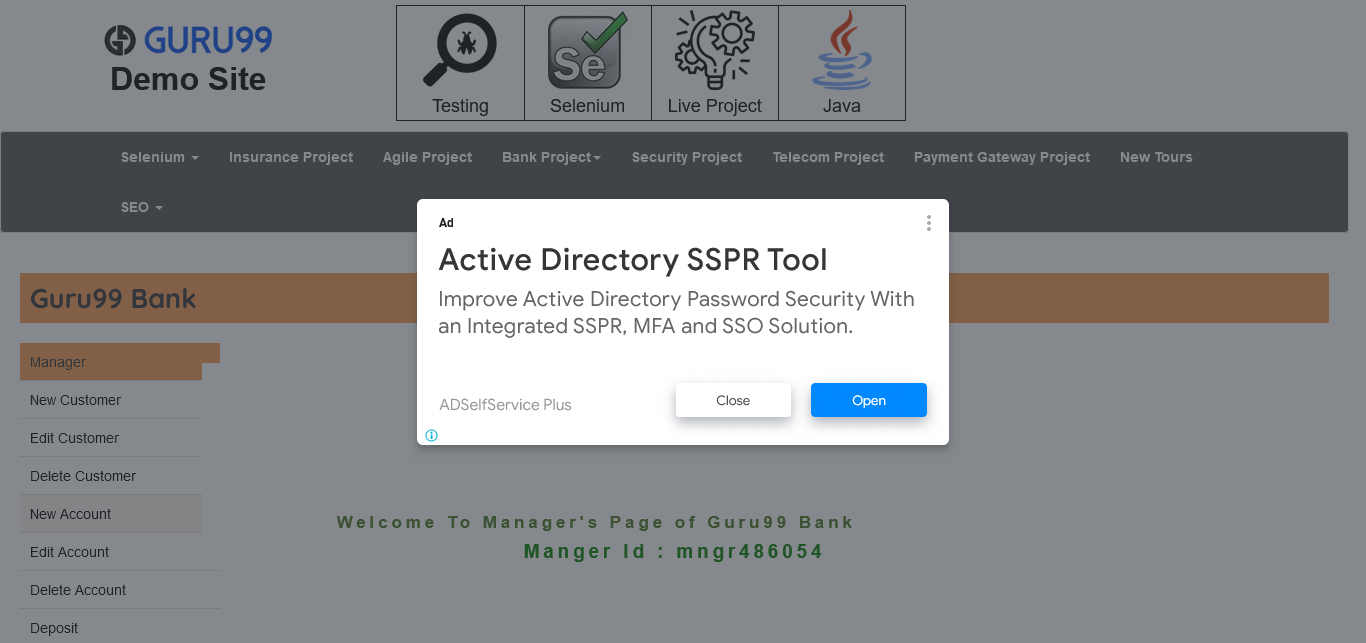 GURU99
Demo Site
Testing
Selenium
Live Project
Java
Selenium
Insurance Project
Agile Project
Bank Project
Security Project
Telecom Project
Payment Gateway Project
New Tours
SEO
Ad
Active Directory SSPR Tool
Improve Active Directory Password Security With
an Integrated SSPR, MFA and SSO Solution.
ADSelfService Plus
Close
Open
Guru99 Bank
Manager
New Customer
Edit Customer
Delete Customer
New Account
Edit Account
Delete Account
Deposit
Welcome To Manager's Page of Guru99 Bank
Manger Id : mngr486054